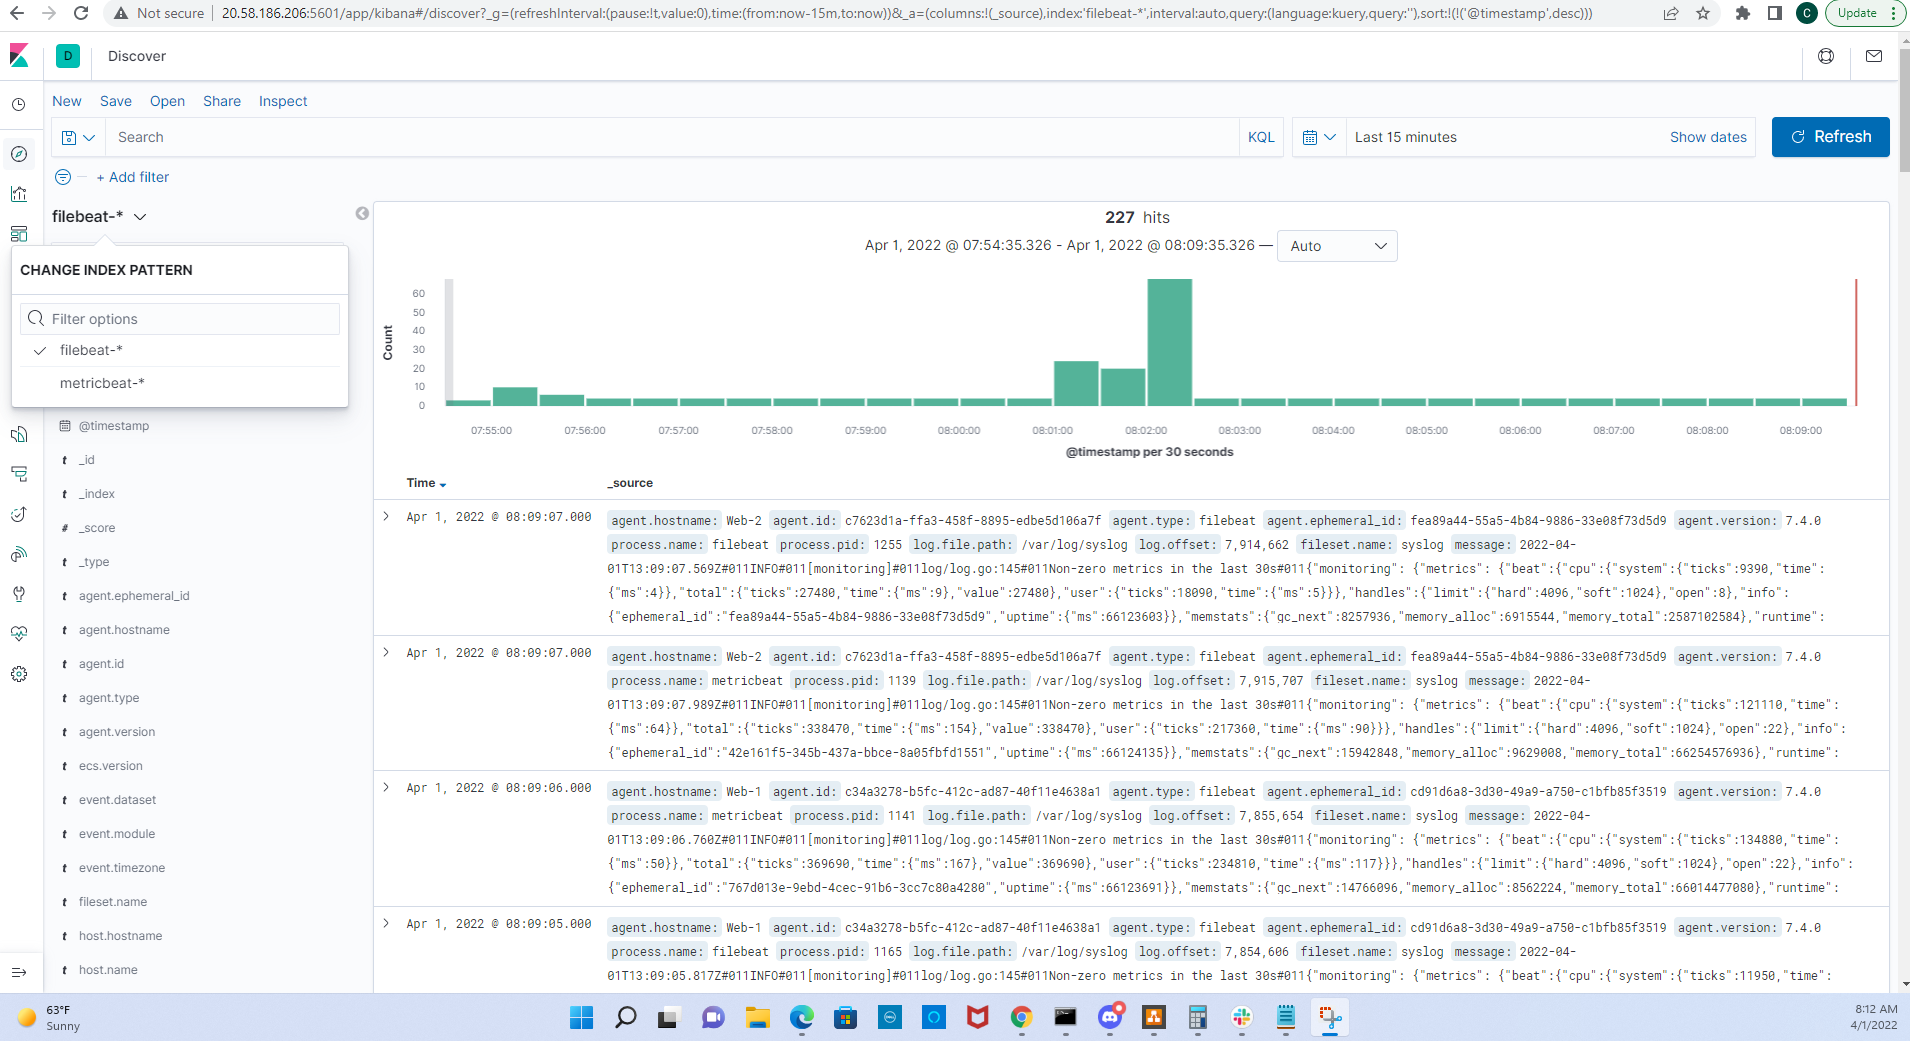 Not secure | 20.58.186.206:5601/app/kibana#/discover?_g=(refreshInterval:(pause:!t,value:0),time:(from:now-15m,to:now))&_a=(columns:!(_source),index:'filebeat-*',interval:auto,query:(language:kuery,query:''),sort:!(!('@timestamp',desc)))
C
Update
D
Discover
New Save Open Share Inspect
Search
KQL
Last 15 minutes
Show dates
Refresh
+ Add filter
filebeat-*
CHANGE INDEX PATTERN
Filter options
filebeat-*
metricbeat-*
@timestamp
t _id
t _index
# _score
t _type
t agent.ephemeral_id
t agent.hostname
t agent.id
t agent.type
t agent.version
t ecs.version
t event.dataset
t event.module
t event.timezone
t fileset.name
t host.hostname
t host.name
227 hits
Apr 1, 2022 @ 07:54:35.326 - Apr 1, 2022 @ 08:09:35.326 —
Auto
Count
60
50
40
30
20
10
0
07:55:00 07:56:00 07:57:00 07:58:00 07:59:00 08:00:00 08:01:00 08:02:00 08:03:00 08:04:00 08:05:00 08:06:00 08:07:00 08:08:00 08:09:00
@timestamp per 30 seconds
Time _source
Apr 1, 2022 @ 08:09:07.000
agent.hostname: Web-2 agent.id: c7623d1a-ffa3-458f-8895-edbe5d106a7f agent.type: filebeat agent.ephemeral_id: fea89a44-55a5-4b84-9886-33e08f73d5d9 agent.version: 7.4.0
process.name: filebeat process.pid: 1255 log.file.path: /var/log/syslog log.offset: 7,914,662 fileset.name: syslog message: 2022-04-
01T13:09:07.569Z#011INFO#011[monitoring]#011log/log.go:145#011Non-zero metrics in the last 30s#011{"monitoring": {"metrics": {"beat":{"cpu":{"system":{"ticks":9390,"time":
{"ms":4}},"total":{"ticks":27480,"time":{"ms":9},"value":27480},"user":{"ticks":18090,"time":{"ms":5}}},"handles":{"limit":{"hard":4096,"soft":1024},"open":8},"info":
{"ephemeral_id":"fea89a44-55a5-4b84-9886-33e08f73d5d9","uptime":{"ms":66123603}},"memstats":{"gc_next":8257936,"memory_alloc":6915544,"memory_total":2587102584},"runtime":
Apr 1, 2022 @ 08:09:07.000
agent.hostname: Web-2 agent.id: c7623d1a-ffa3-458f-8895-edbe5d106a7f agent.type: filebeat agent.ephemeral_id: fea89a44-55a5-4b84-9886-33e08f73d5d9 agent.version: 7.4.0
process.name: metricbeat process.pid: 1139 log.file.path: /var/log/syslog log.offset: 7,915,707 fileset.name: syslog message: 2022-04-
01T13:09:07.989Z#011INFO#011[monitoring]#011log/log.go:145#011Non-zero metrics in the last 30s#011{"monitoring": {"metrics": {"beat":{"cpu":{"system":{"ticks":121110,"time":
{"ms":64}},"total":{"ticks":338470,"time":{"ms":154},"value":338470},"user":{"ticks":217360,"time":{"ms":90}}},"handles":{"limit":{"hard":4096,"soft":1024},"open":22},"info":
{"ephemeral_id":"42e161f5-345b-437a-bbce-8a05fbfd1551","uptime":{"ms":66124135}},"memstats":{"gc_next":15942848,"memory_alloc":9629008,"memory_total":66254576936},"runtime":
Apr 1, 2022 @ 08:09:06.000
agent.hostname: Web-1 agent.id: c34a3278-b5fc-412c-ad87-40f11e4638a1 agent.type: filebeat agent.ephemeral_id: cd91d6a8-3d30-49a9-a750-c1bfb85f3519 agent.version: 7.4.0
process.name: metricbeat process.pid: 1141 log.file.path: /var/log/syslog log.offset: 7,855,654 fileset.name: syslog message: 2022-04-
01T13:09:06.760Z#011INFO#011[monitoring]#011log/log.go:145#011Non-zero metrics in the last 30s#011{"monitoring": {"metrics": {"beat":{"cpu":{"system":{"ticks":134880,"time":
{"ms":50}},"total":{"ticks":369690,"time":{"ms":167},"value":369690},"user":{"ticks":234810,"time":{"ms":117}}},"handles":{"limit":{"hard":4096,"soft":1024},"open":22},"info":
{"ephemeral_id":"767d013e-9ebd-4cec-91b6-3cc7c80a4280","uptime":{"ms":66123691}},"memstats":{"gc_next":14766096,"memory_alloc":8562224,"memory_total":66014477080},"runtime":
Apr 1, 2022 @ 08:09:05.000
agent.hostname: Web-1 agent.id: c34a3278-b5fc-412c-ad87-40f11e4638a1 agent.type: filebeat agent.ephemeral_id: cd91d6a8-3d30-49a9-a750-c1bfb85f3519 agent.version: 7.4.0
process.name: filebeat process.pid: 1165 log.file.path: /var/log/syslog log.offset: 7,854,606 fileset.name: syslog message: 2022-04-
01T13:09:05.817Z#011INFO#011[monitoring]#011log/log.go:145#011Non-zero metrics in the last 30s#011{"monitoring": {"metrics": {"beat":{"cpu":{"system":{"ticks":11950,"time":
63°F
Sunny
8:12 AM
4/1/2022